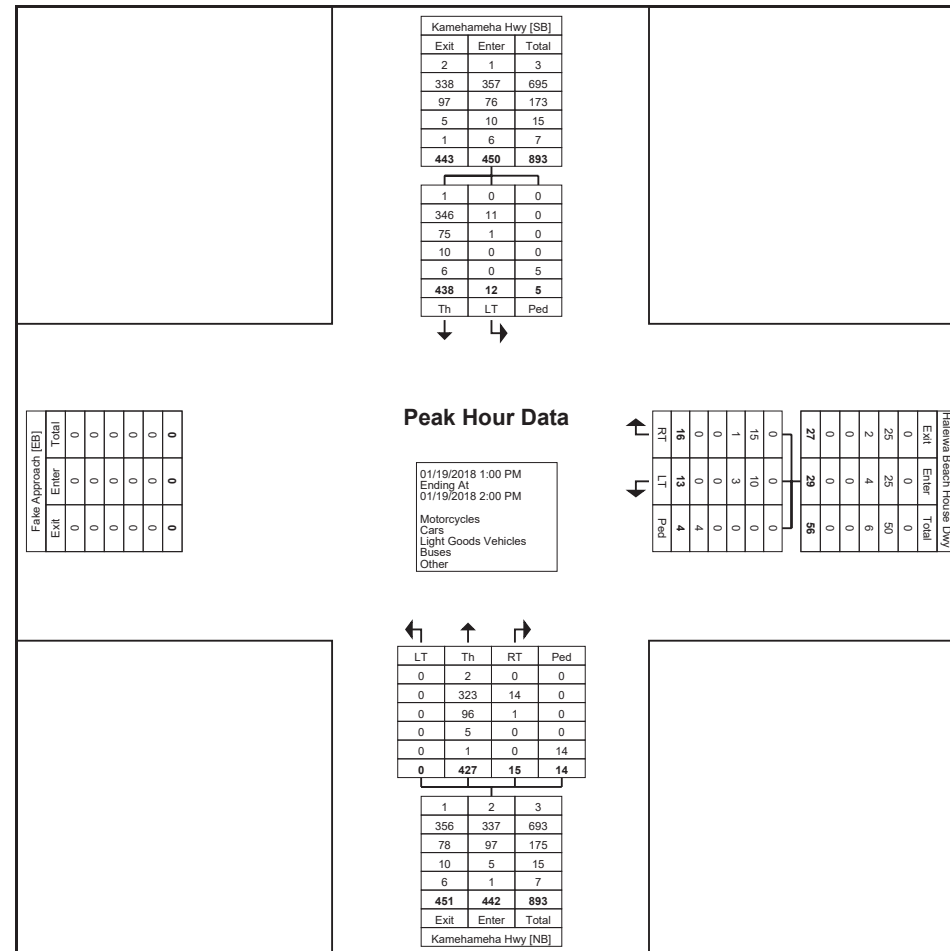 Kamehameha Hwy [SB]
Exit Enter Total
2 1 3
338 357 695
97 76 173
5 10 15
1 6 7
443 450 893
1 0 0
346 11 0
75 1 0
10 0 0
6 0 5
438 12 5
Th LT Ped
Fake Approach [EB]
Total 0 0 0 0 0 0
Enter 0 0 0 0 0 0
Exit 0 0 0 0 0 0
Peak Hour Data
01/19/2018 1:00 PM
Ending At
01/19/2018 2:00 PM
Motorcycles
Cars
Light Goods Vehicles
Buses
Other
Haleiwa Beach House Dwy
Exit Enter Total
0 0 0
25 25 50
2 4 6
0 0 0
0 0 0
27 29 56
0 0 0
15 10 0
1 3 0
0 0 0
0 0 4
16 13 4
RT LT Ped
LT Th RT Ped
0 2 0 0
0 323 14 0
0 96 1 0
0 5 0 0
0 1 0 14
0 427 15 14
1 2 3
356 337 693
78 97 175
10 5 15
6 1 7
451 442 893
Exit Enter Total
Kamehameha Hwy [NB]